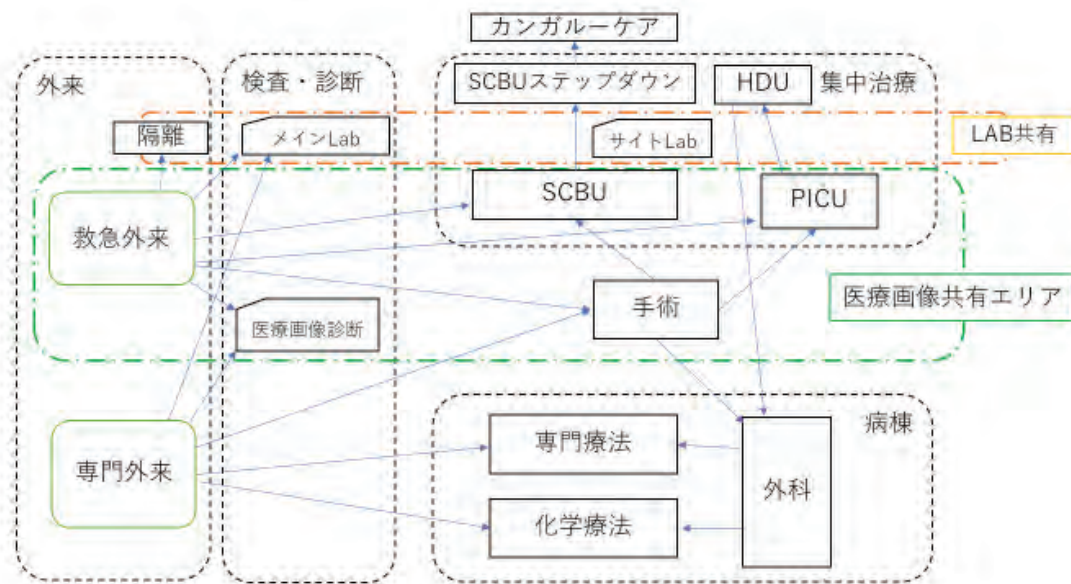 カンガルーケア
外来
検査・診断
SCBUステップダウン
HDU
集中治療
隔離
メインLab
サイトLab
LAB共有
救急外来
SCBU
PICU
医療画像共有エリア
手術
医療画像診断
病棟
専門療法
専門外来
外科
化学療法